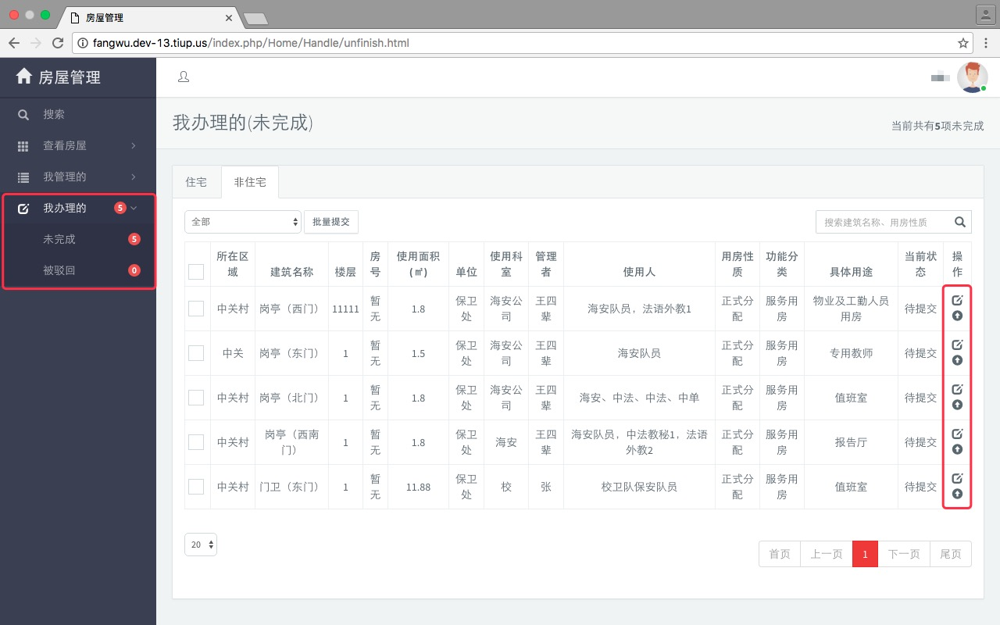 房屋管理
fangwu.dev-13.tiup.us/index.php/Home/Handle/unfinish.html
房屋管理
搜索
查看房屋
我管理的
我办理的 5
未完成 5
被驳回 0
我办理的(未完成)
当前共有5项未完成
住宅 非住宅
全部 批量提交 搜索建筑名称、用房性质
所在区域 建筑名称 楼层 房号 使用面积(㎡) 单位 使用科室 管理者 使用人 用房性质 功能分类 具体用途 当前状态 操作
中关村 岗亭（西门） 11111 暂无 1.8 保卫处 海安公司 王四辈 海安队员，法语外教1 正式分配 服务用房 物业及工勤人员用房 待提交
中关 岗亭（东门） 1 暂无 1.5 保卫处 海安公司 王四辈 海安队员 正式分配 服务用房 专用教师 待提交
中关村 岗亭（北门） 1 暂无 1.8 保卫处 海安公司 王四辈 海安、中法、中法、中单 正式分配 服务用房 值班室 待提交
中关村 岗亭（西南门） 1 暂无 1.8 保卫处 海安 王四辈 海安队员，中法教秘1，法语外教2 正式分配 服务用房 报告厅 待提交
中关村 门卫（东门） 1 暂无 11.88 保卫处 校 张 校卫队保安队员 正式分配 服务用房 值班室 待提交
20
首页 上一页 1 下一页 尾页